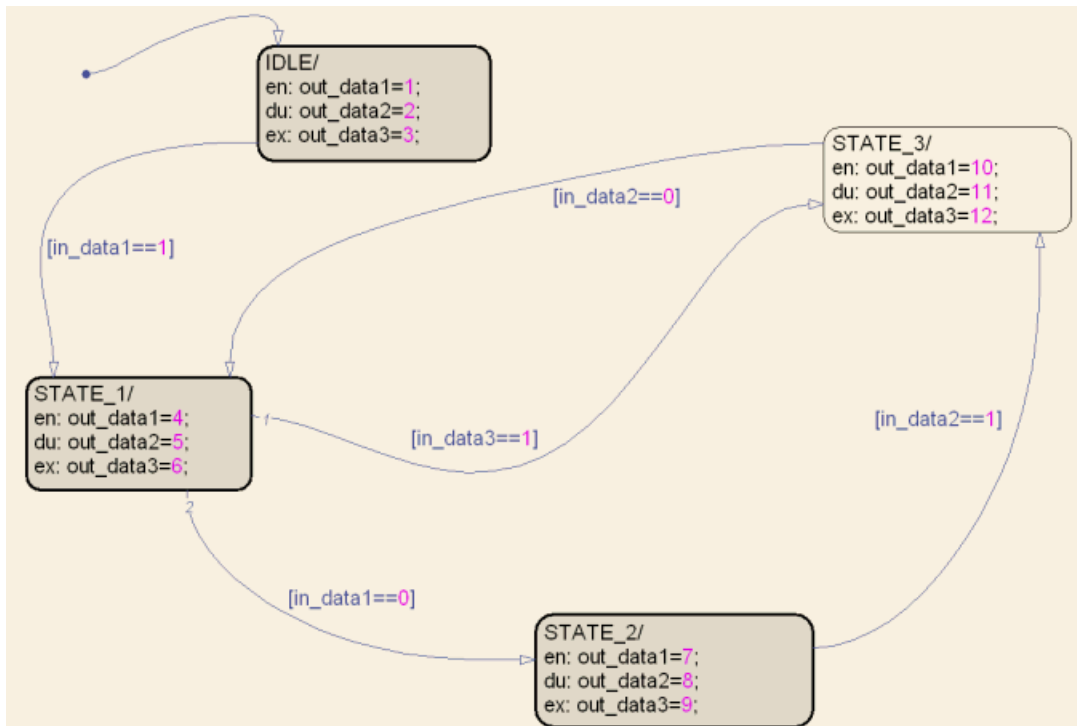 IDLE/
en: out_data1=1;
du: out_data2=2;
ex: out_data3=3;
STATE_3/
en: out_data1=10;
du: out_data2=11;
ex: out_data3=12;
[in_data2==0]
[in_data1==1]
STATE_1/
en: out_data1=4;
du: out_data2=5;
ex: out_data3=6;
1
[in_data3==1]
[in_data2==1]
2
[in_data1==0]
STATE_2/
en: out_data1=7;
du: out_data2=8;
ex: out_data3=9;